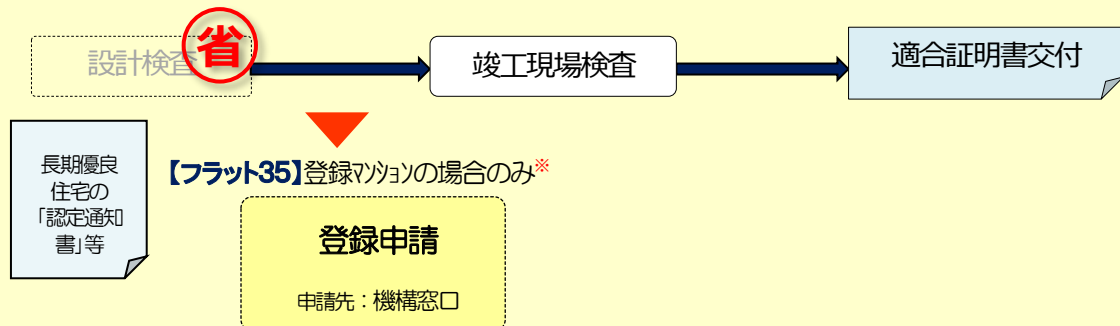 設計検査
省
竣工現場検査
適合証明書交付
長期優良
住宅の
「認定通知
書」等
【フラット35】登録ﾏﾝｼｮﾝの場合のみ※
登録申請
申請先：機構窓口